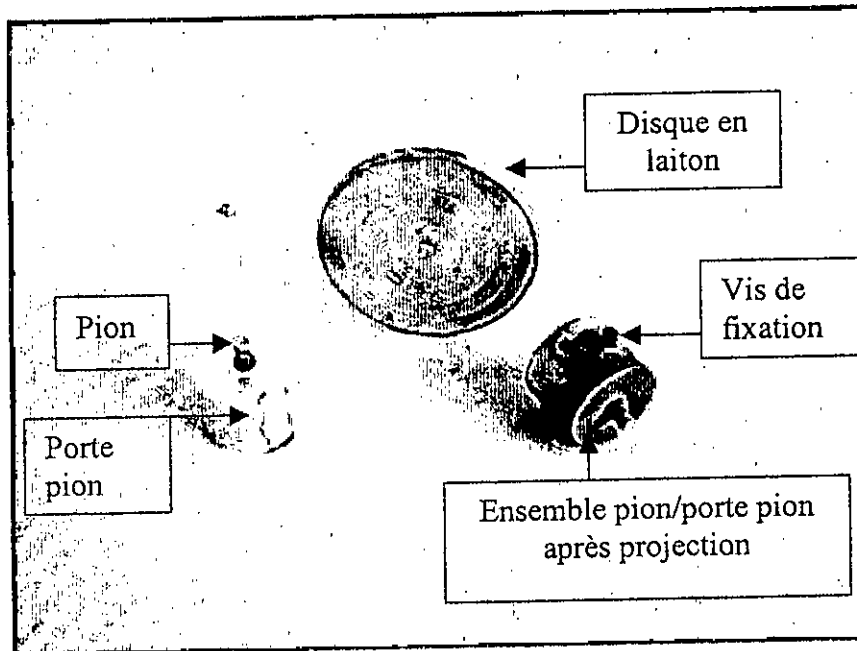 Disque en
laiton
Vis de
fixation
Pion
Porte
pion
Ensemble pion/porte pion
après projection